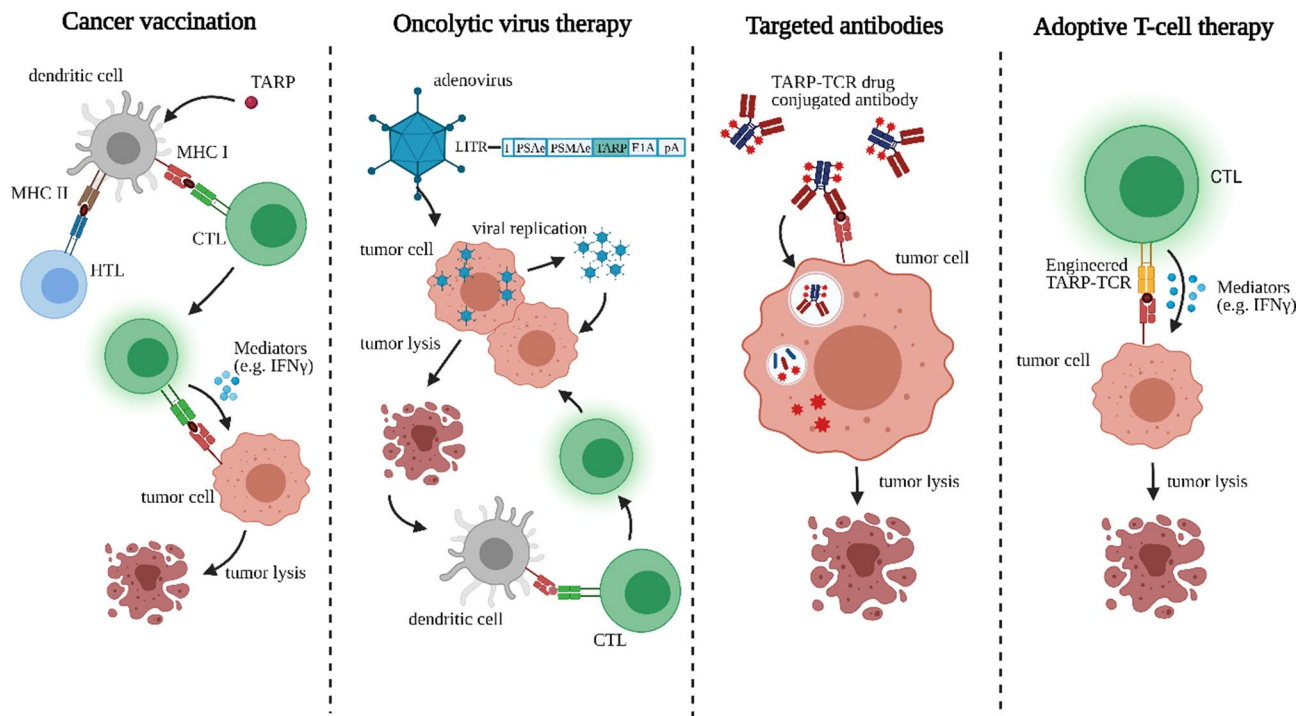 Cancer vaccination
dendritic cell
TARP
MHC I
MHC II
CTL
HTL
Mediators
(e.g. IFNγ)
tumor cell
tumor lysis
Oncolytic virus therapy
adenovirus
LITR
I PSAe PSMAe TARP E1A pA
viral replication
tumor cell
tumor lysis
dendritic cell
CTL
Targeted antibodies
TARP-TCR drug
conjugated antibody
tumor cell
tumor lysis
Adoptive T-cell therapy
CTL
Engineered
TARP-TCR
Mediators
(e.g. IFNγ)
tumor cell
tumor lysis